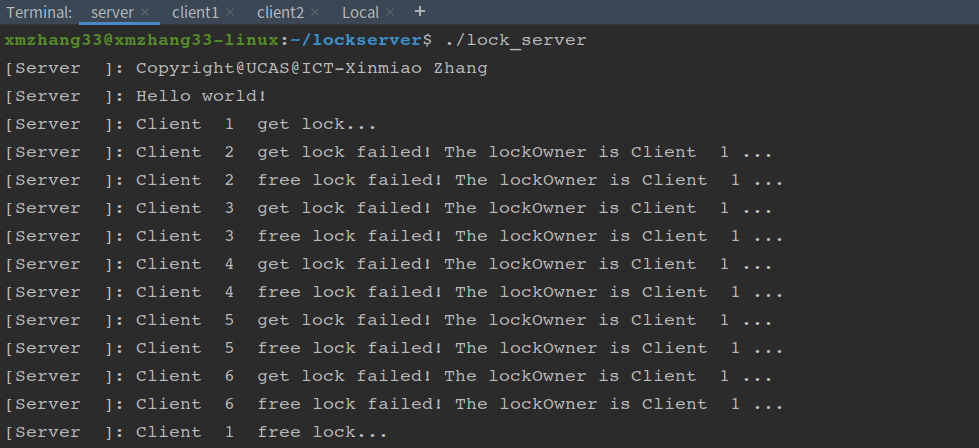 Terminal: server × client1 × client2 × Local × +
xmzhang33@xmzhang33-linux:~/lockserver$ ./lock_server
[Server  ]: Copyright@UCAS@ICT-Xinmiao Zhang
[Server  ]: Hello world!
[Server  ]: Client  1  get lock...
[Server  ]: Client  2  get lock failed! The lockOwner is Client  1 ...
[Server  ]: Client  2  free lock failed! The lockOwner is Client  1 ...
[Server  ]: Client  3  get lock failed! The lockOwner is Client  1 ...
[Server  ]: Client  3  free lock failed! The lockOwner is Client  1 ...
[Server  ]: Client  4  get lock failed! The lockOwner is Client  1 ...
[Server  ]: Client  4  free lock failed! The lockOwner is Client  1 ...
[Server  ]: Client  5  get lock failed! The lockOwner is Client  1 ...
[Server  ]: Client  5  free lock failed! The lockOwner is Client  1 ...
[Server  ]: Client  6  get lock failed! The lockOwner is Client  1 ...
[Server  ]: Client  6  free lock failed! The lockOwner is Client  1 ...
[Server  ]: Client  1  free lock...